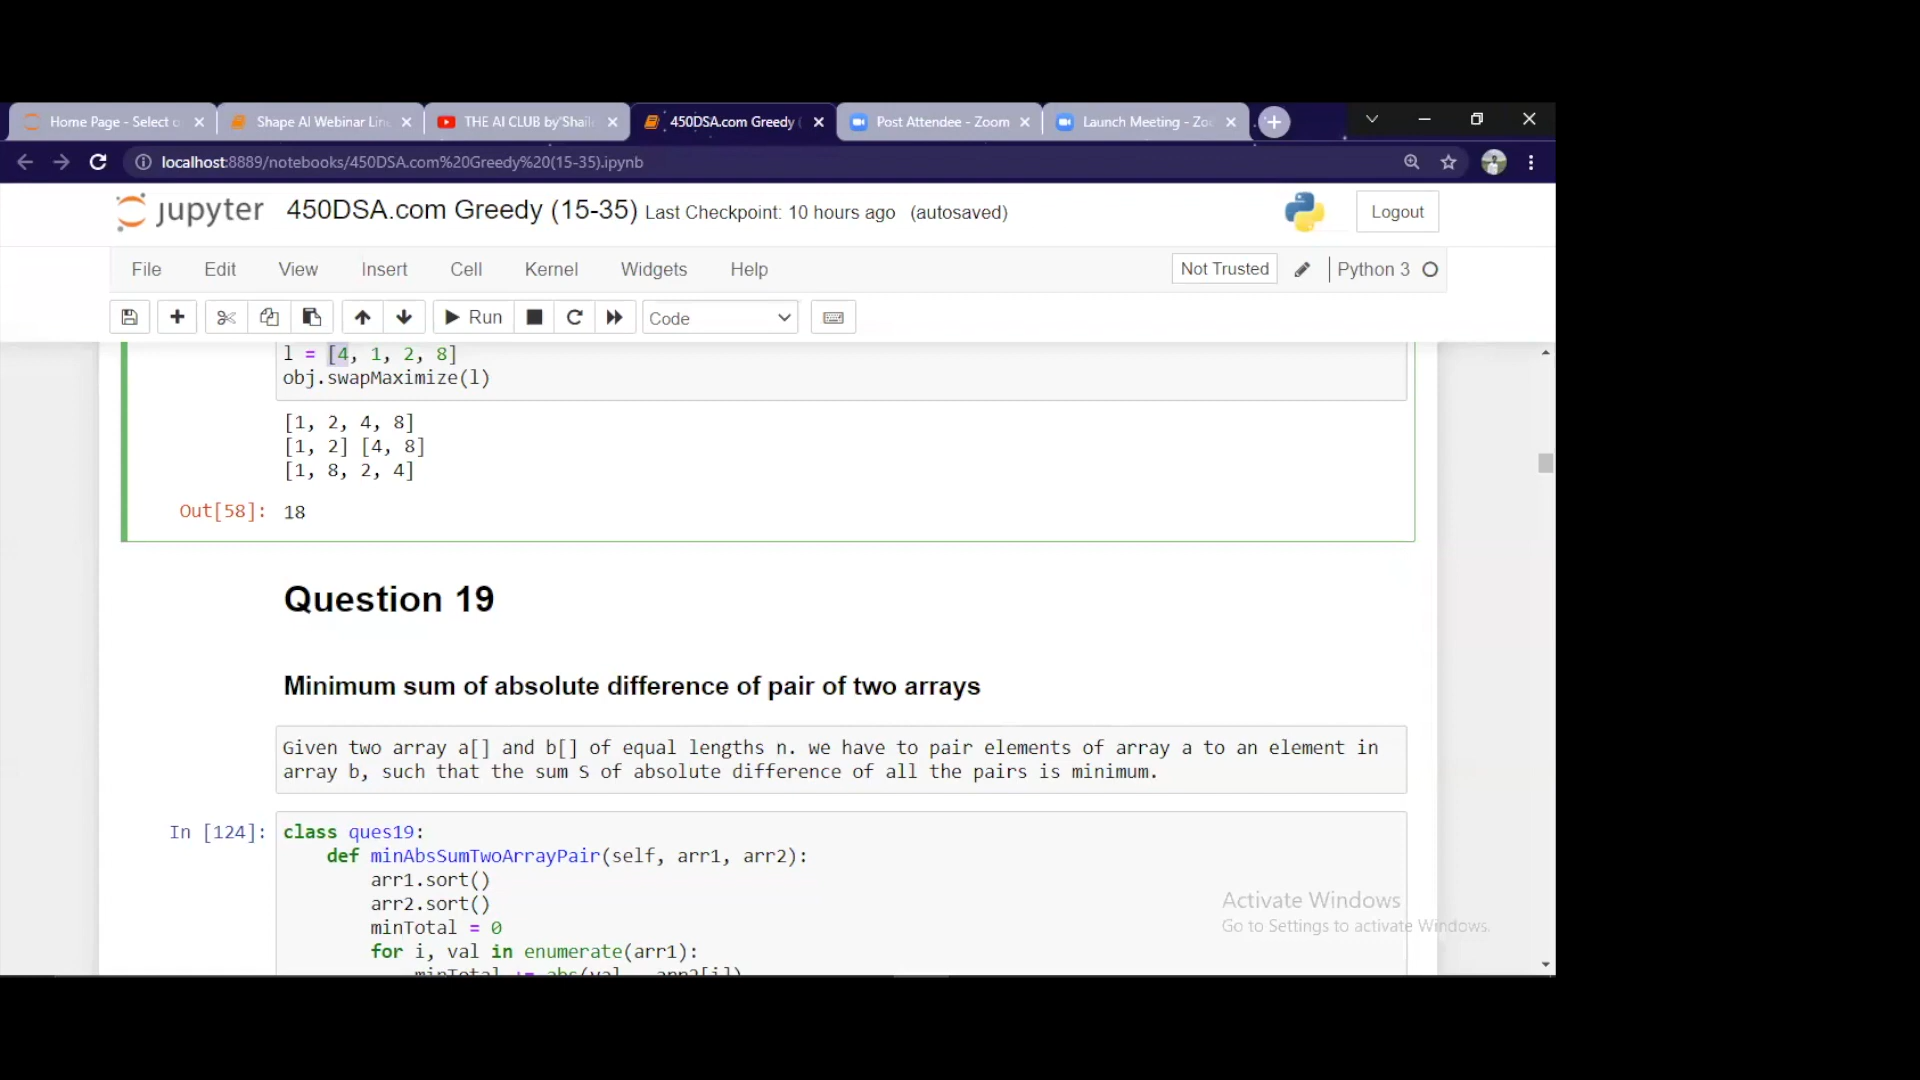 Home Page - Select o
Shape AI Webinar Lin
THE AI CLUB by'Shail
450DSA.com Greedy (
Post Attendee - Zoom
Launch Meeting - Zo
localhost:8889/notebooks/450DSA.com%20Greedy%20(15-35).ipynb
jupyter 450DSA.com Greedy (15-35) Last Checkpoint: 10 hours ago (autosaved)
Logout
File Edit View Insert Cell Kernel Widgets Help
Not Trusted
Python 3
Run
Code
l = [4, 1, 2, 8]
obj.swapMaximize(l)
[1, 2, 4, 8]
[1, 2] [4, 8]
[1, 8, 2, 4]
Out[58]: 18
Question 19
Minimum sum of absolute difference of pair of two arrays
Given two array a[] and b[] of equal lengths n. we have to pair elements of array a to an element in
array b, such that the sum S of absolute difference of all the pairs is minimum.
In [124]: class ques19:
def minAbsSumTwoArrayPair(self, arr1, arr2):
arr1.sort()
arr2.sort()
minTotal = 0
for i, val in enumerate(arr1):
minTotal += abs(val - arr2[i])
Activate Windows
Go to Settings to activate Windows.